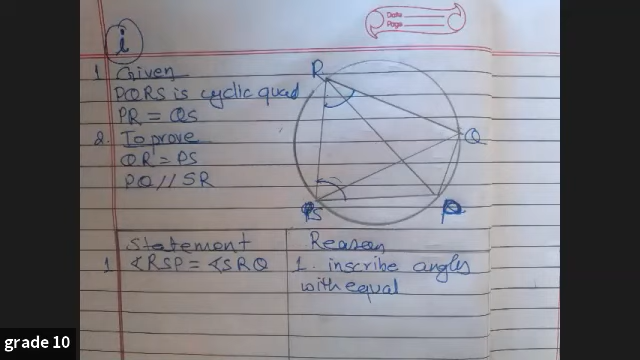 Date
Page
i
1 Given
PQRS is cyclic quad
PR = QS
2. To prove
QR = PS
PQ // SR
R
Q
S
P
Statement
Reason
1 ∢RSP = ∢SRQ
1. inscribe angles
with equal
grade 10